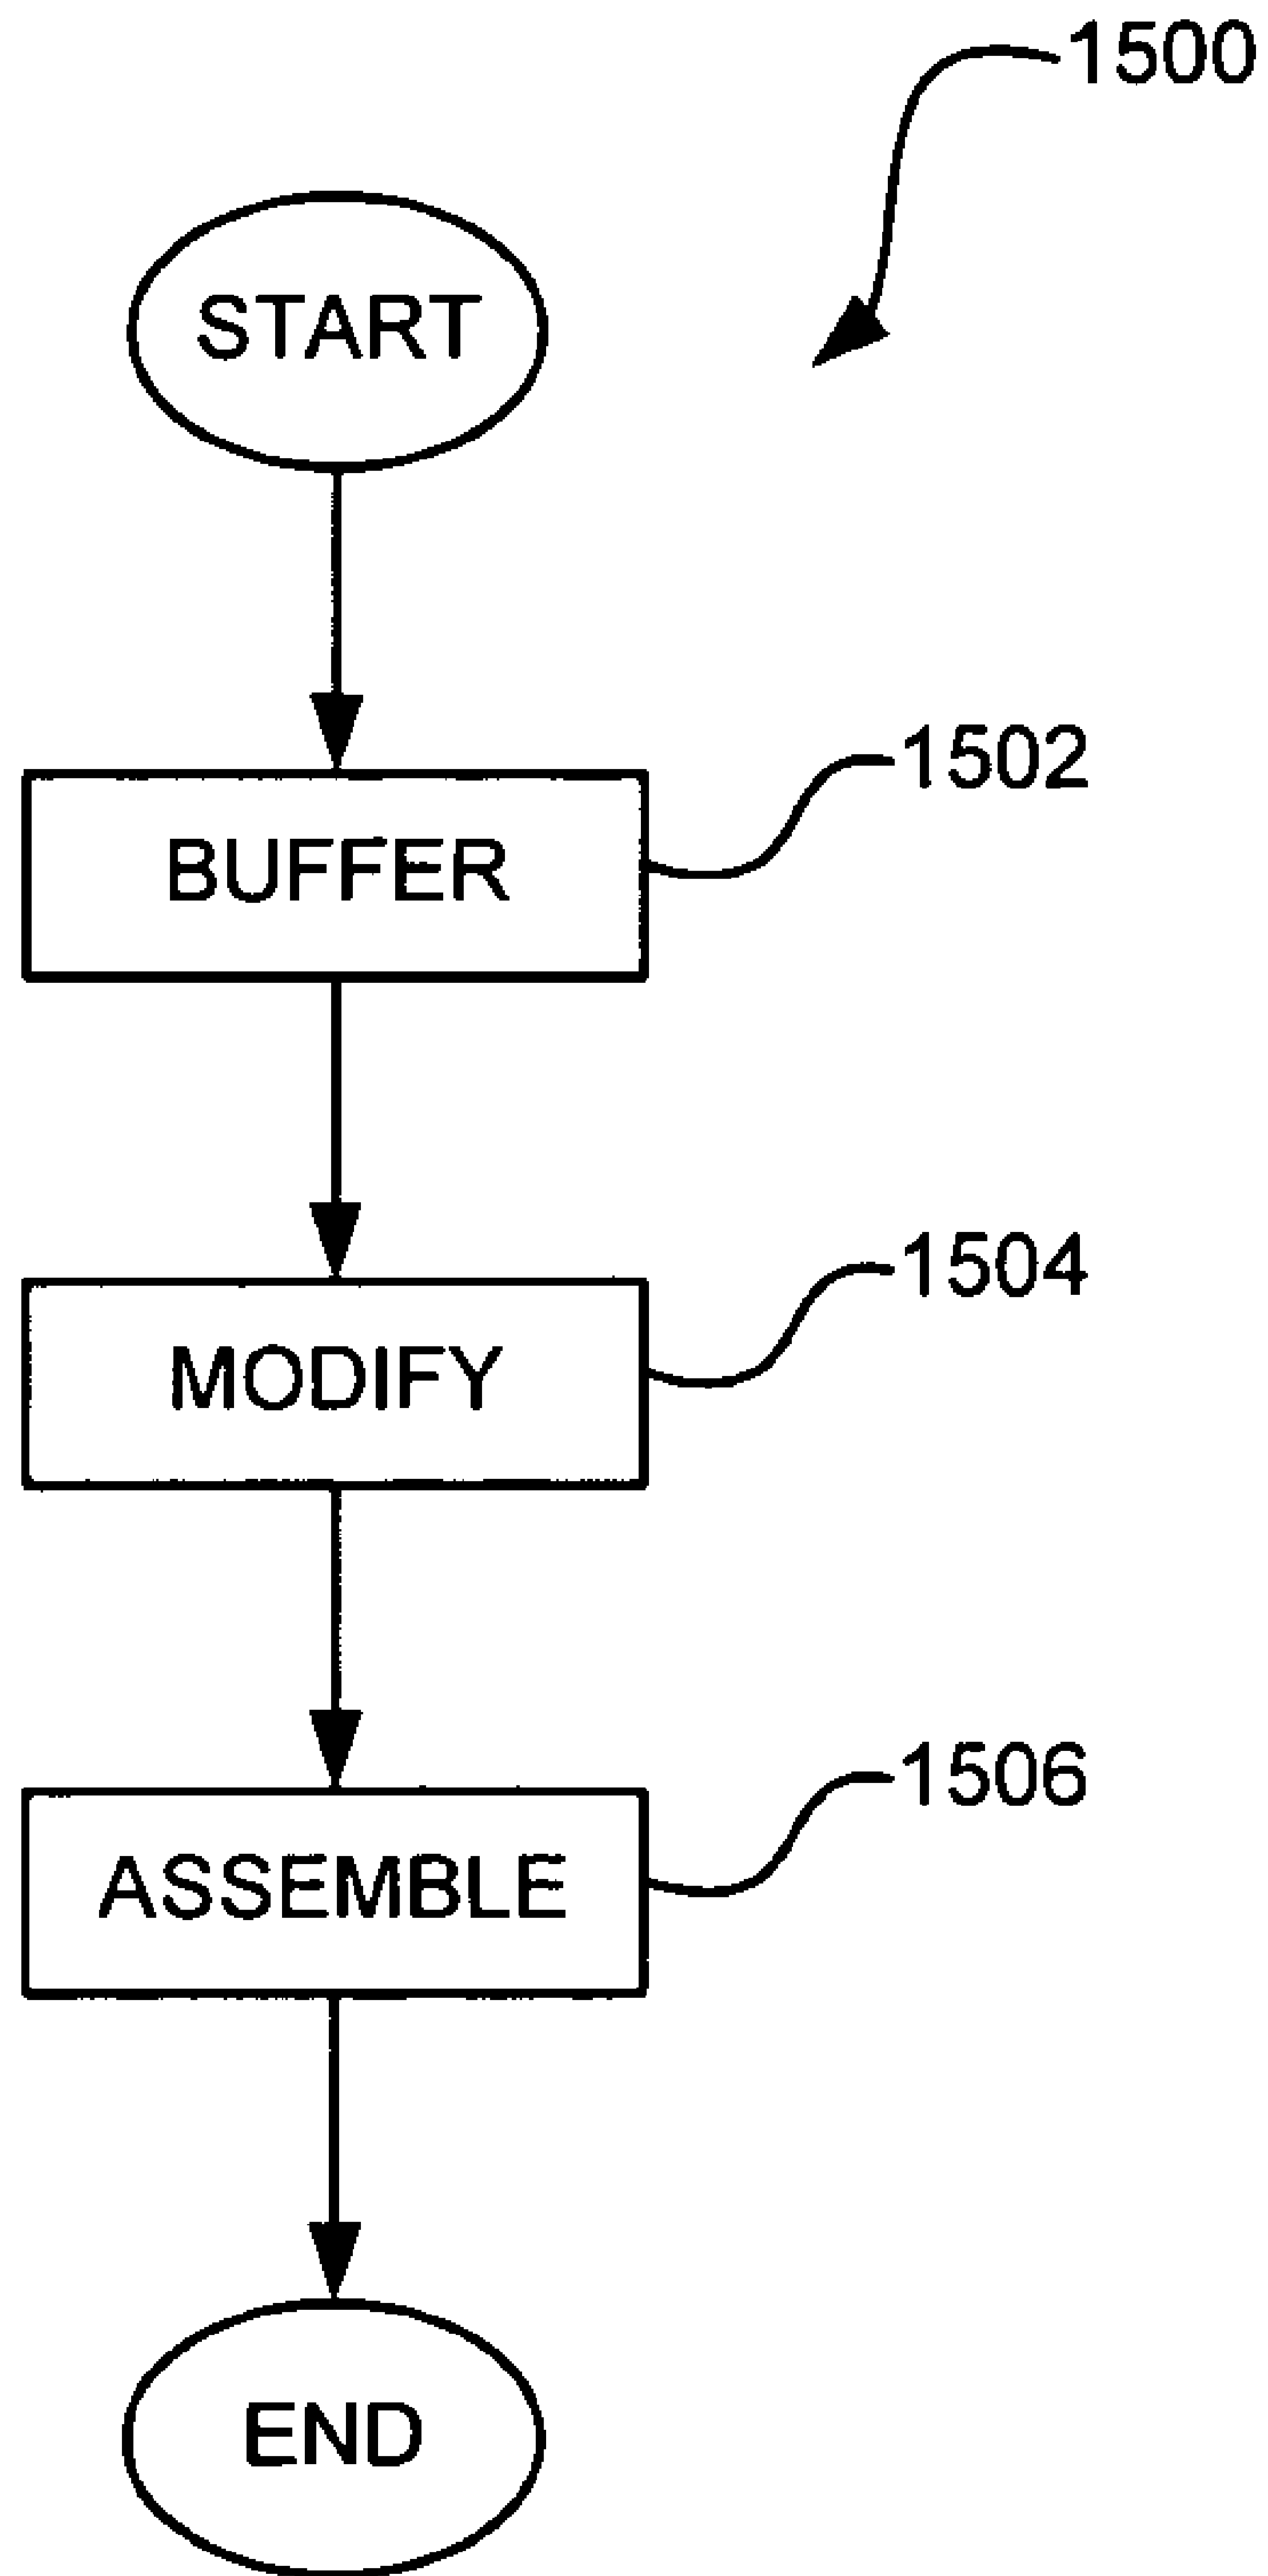 1500
START
1502
BUFFER
1504
MODIFY
1506
ASSEMBLE
END